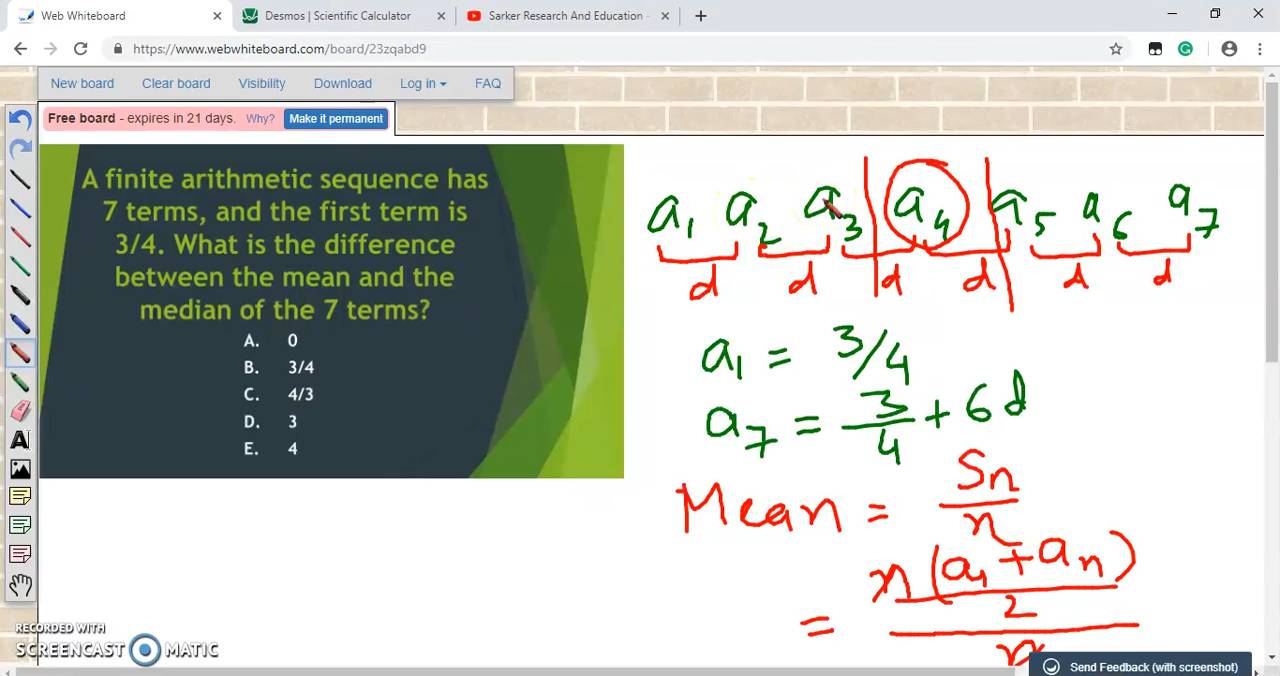 Web Whiteboard
Desmos | Scientific Calculator
Sarker Research And Education -
https://www.webwhiteboard.com/board/23zqabd9
New board Clear board Visibility Download Log in FAQ
Free board - expires in 21 days. Why? Make it permanent
A finite arithmetic sequence has
7 terms, and the first term is
3/4. What is the difference
between the mean and the
median of the 7 terms?
A. 0
B. 3/4
C. 4/3
D. 3
E. 4
a₁ a₂ a₃ a₄ a₅ a₆ a₇
d d d d d d
a₁ = 3/4
a₇ = 3/4 + 6d
Mean = Sn/n
= n(a₁ + an)
2
n
A
RECORDED WITH
SCREENCAST MATIC
Send Feedback (with screenshot)